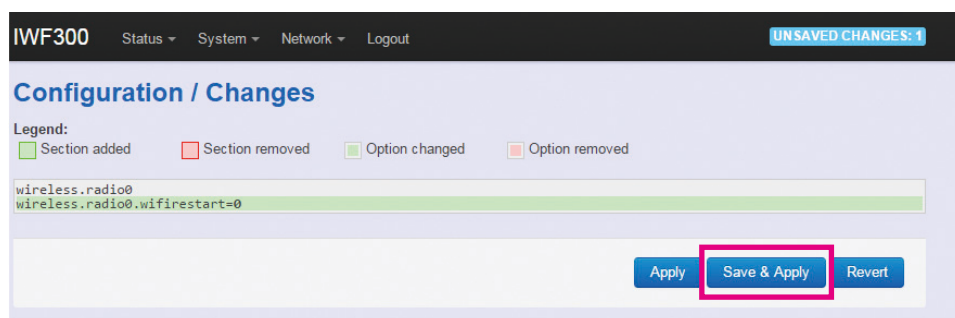 IWF300 Status System Network Logout UNSAVED CHANGES: 1
Configuration / Changes
Legend:
Section added Section removed Option changed Option removed
wireless.radio0
wireless.radio0.wifirestart=0
Apply Save & Apply Revert